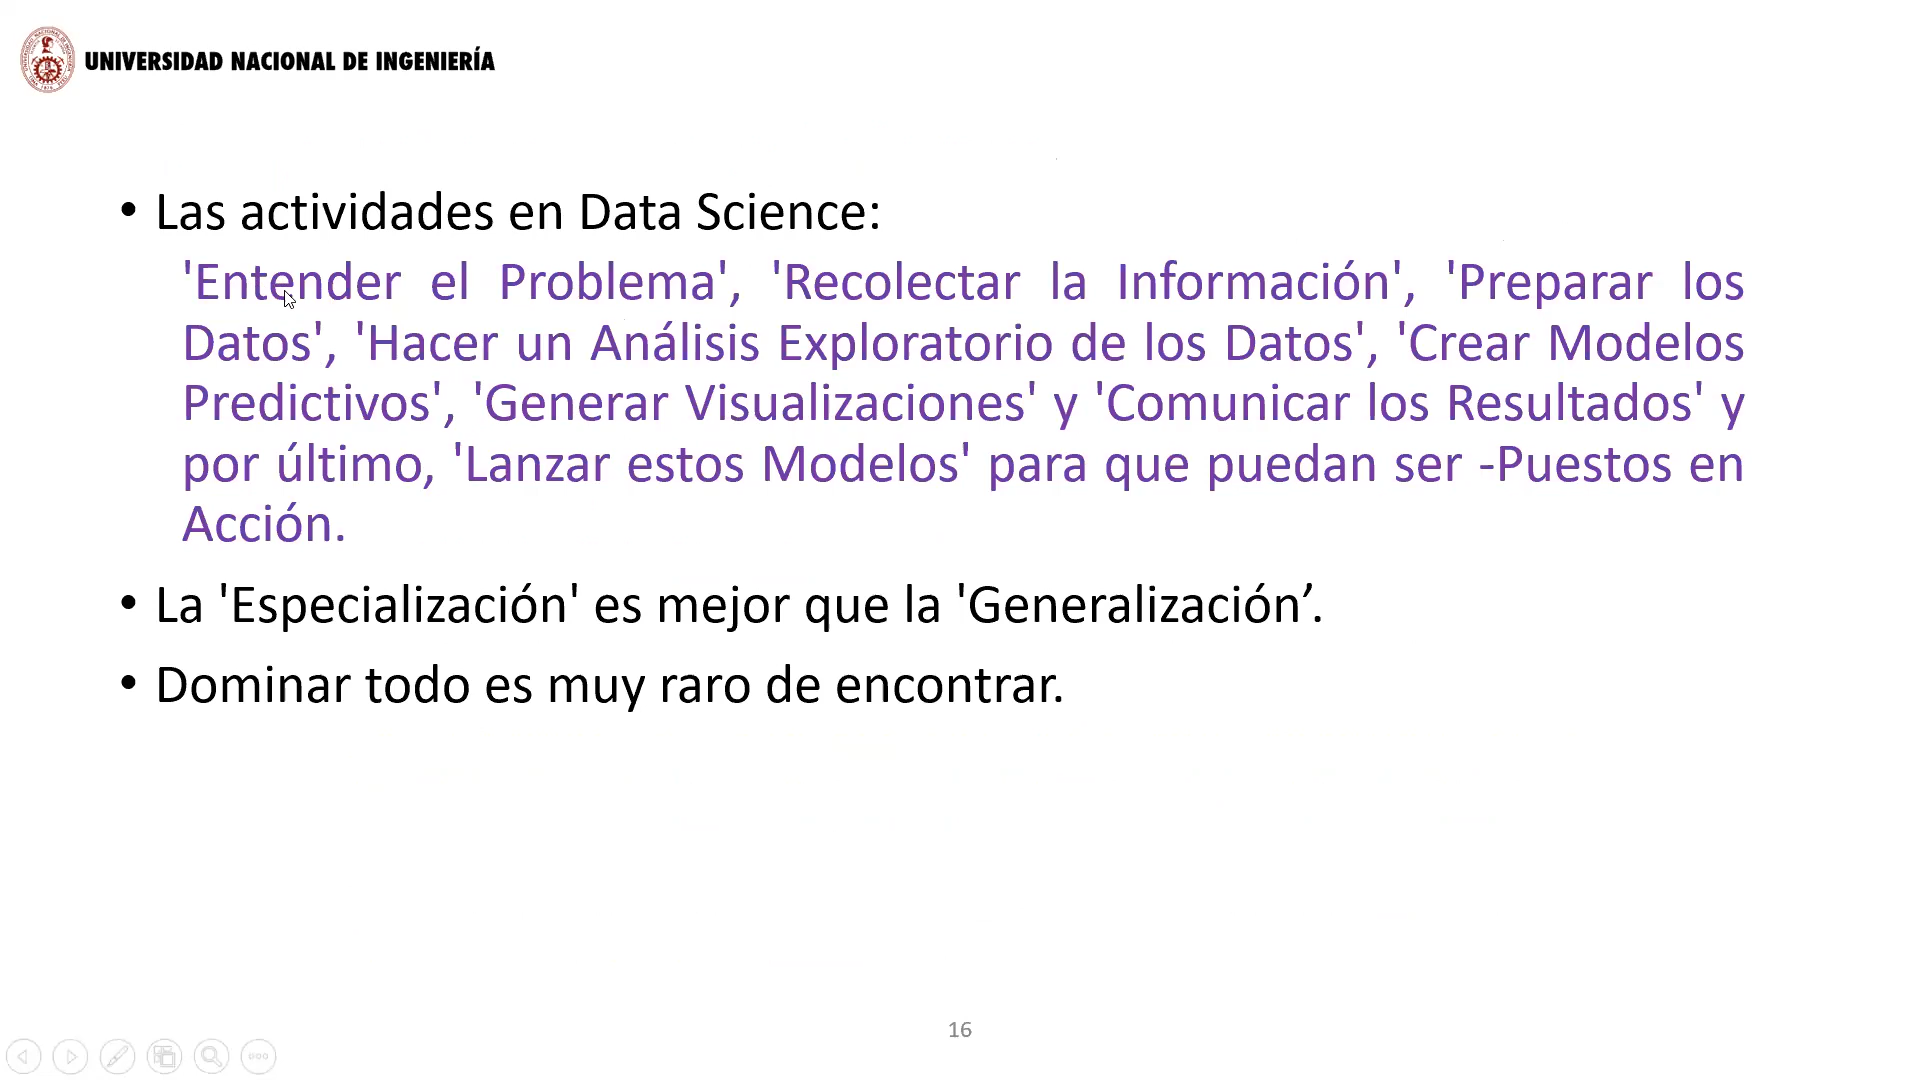 UNIVERSIDAD NACIONAL DE INGENIERÍA
• Las actividades en Data Science:
'Entender el Problema', 'Recolectar la Información', 'Preparar los
Datos', 'Hacer un Análisis Exploratorio de los Datos', 'Crear Modelos
Predictivos', 'Generar Visualizaciones' y 'Comunicar los Resultados' y
por último, 'Lanzar estos Modelos' para que puedan ser -Puestos en
Acción.
• La 'Especialización' es mejor que la 'Generalización’.
• Dominar todo es muy raro de encontrar.
16